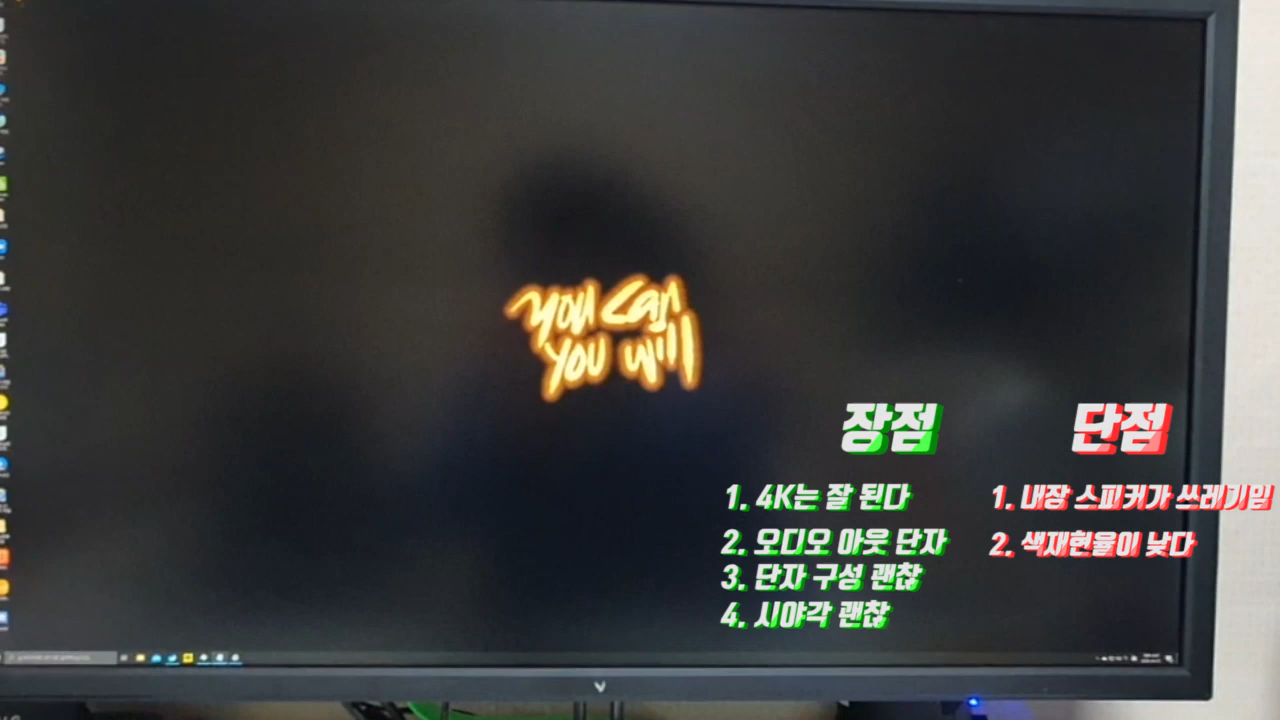 you can
you will
장점
1. 4K는 잘 된다
2. 오디오 아웃 단자
3. 단자 구성 괜찮
4. 시야각 괜찮
단점
1. 내장 스피커가 쓰레기임
2. 색재현율이 낮다